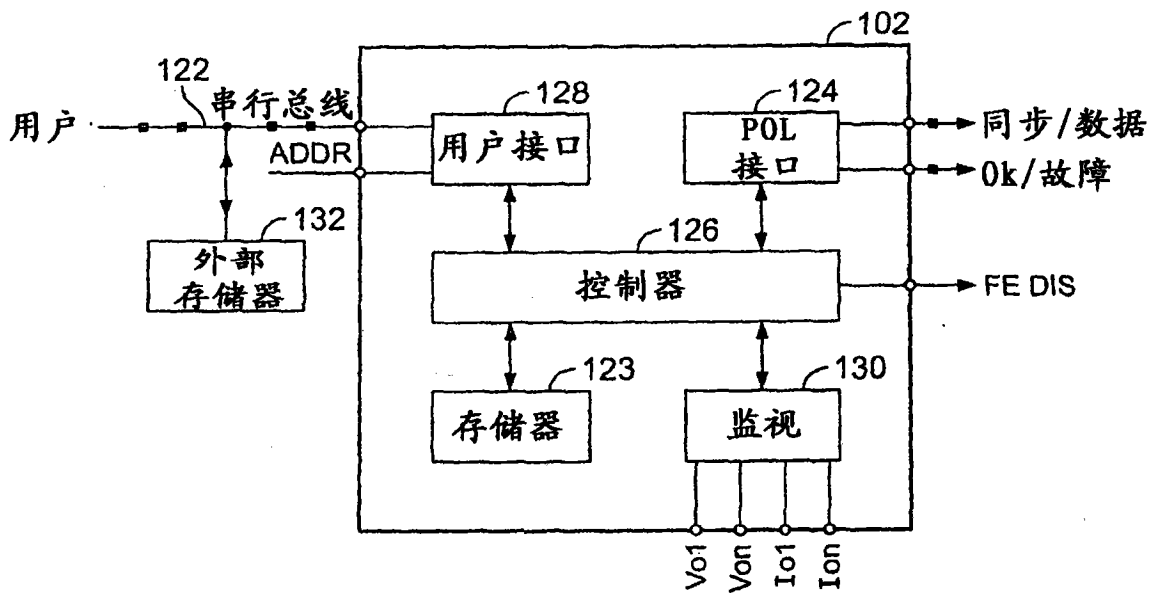 102
122
串行总线
128
124
用户
用户接口
POL
接口
同步/数据
ADDR
Ok/故障
132
126
外部
存储器
控制器
FE DIS
123
130
存储器
监视
Vo1
Von
Io1
Ion